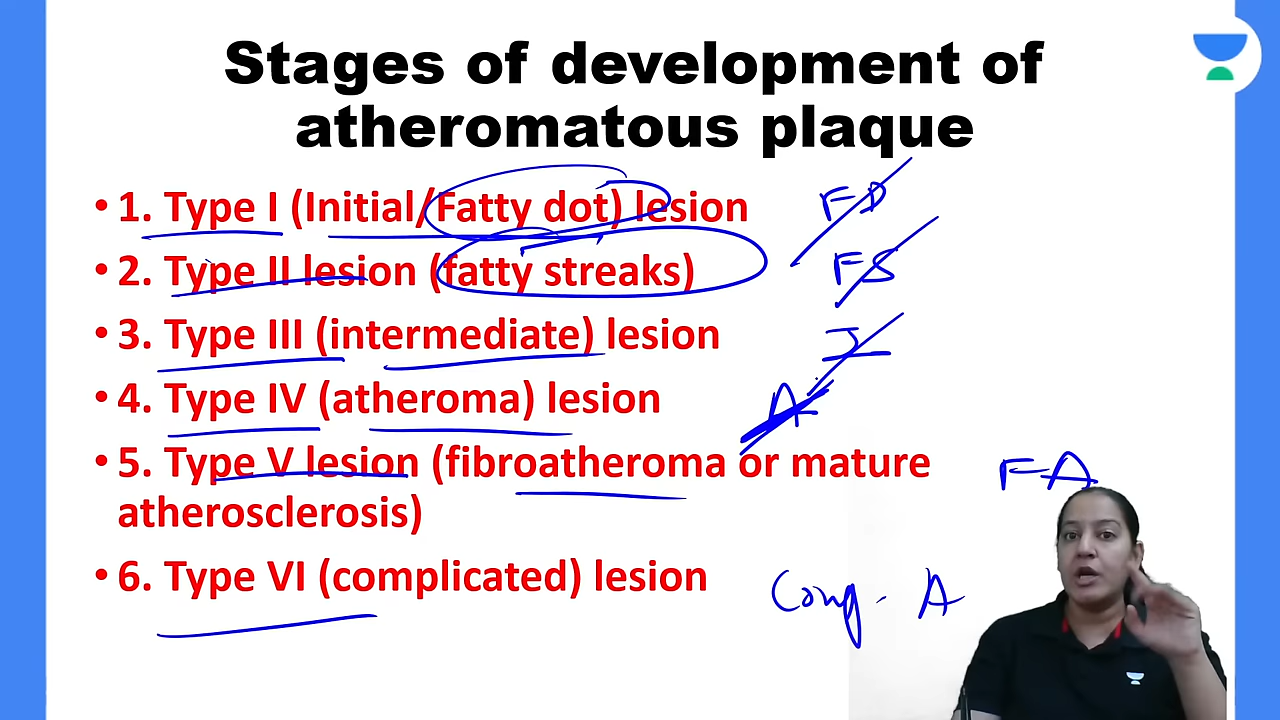 Stages of development of
atheromatous plaque
• 1. Type I (Initial/Fatty dot) lesion
FD
• 2. Type II lesion (fatty streaks)
FS
• 3. Type III (intermediate) lesion
I
• 4. Type IV (atheroma) lesion
A
• 5. Type V lesion (fibroatheroma or mature
atherosclerosis)
FA
• 6. Type VI (complicated) lesion
A